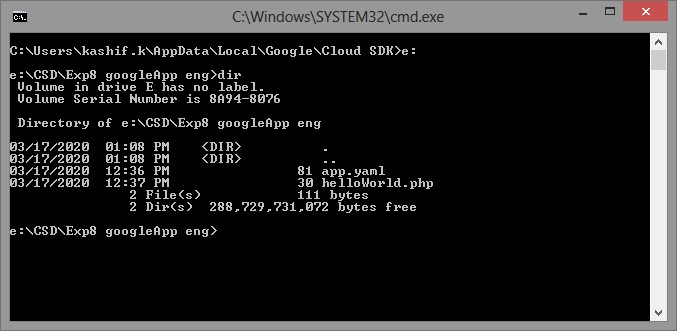 C:\Windows\SYSTEM32\cmd.exe
C:\Users\kashif.k\AppData\Local\Google\Cloud SDK>e:
e:\CSD\Exp8 googleApp eng>dir
Volume in drive E has no label.
Volume Serial Number is 8A94-8076
Directory of e:\CSD\Exp8 googleApp eng
03/17/2020  01:08 PM    <DIR>          .
03/17/2020  01:08 PM    <DIR>          ..
03/17/2020  12:36 PM                81 app.yaml
03/17/2020  12:37 PM                30 helloWorld.php
2 File(s)            111 bytes
2 Dir(s)  288,729,731,072 bytes free
e:\CSD\Exp8 googleApp eng>